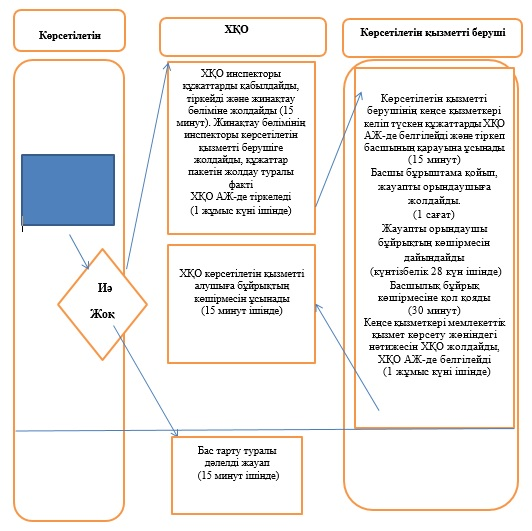 Көрсетілетін
ХҚО
Көрсетілетін қызметті беруші
ХҚО инспекторы
құжаттарды қабылдайды,
тіркейді және жинақтау
бөліміне жолдайды (15
минут). Жинақтау бөлімінің
инспекторы көрсетілетін
қызметті берушіге
жолдайды, құжаттар
пакетін жолдау туралы
факті
ХҚО АЖ-де тіркеледі
(1 жұмыс күні ішінде)
Көрсетілетін қызметті
берушінің кеңсе қызметкері
келіп түскен құжаттарды ХҚО
АЖ-де белгілейді және тіркеп
басшының қарауына ұсынады
(15 минут)
Басшы бұрыштама қойып,
жауапты орындаушыға
жолдайды.
(1 сағат)
Жауапты орындаушы
бұйрықтың көшірмесін
дайындайды
(күнтізбелік 28 күн ішінде)
Басшылық бұйрық
көшірмесіне қол қояды
(30 минут)
Кеңсе қызметкері мемлекеттік
қызмет көрсету жөніндегі
нәтижесін ХҚО жолдайды,
ХҚО АЖ-де белгілейді
(1 жұмыс күні ішінде)
ХҚО көрсетілетін қызметті
алушыға бұйрықтың
көшірмесін ұсынады
(15 минут ішінде)
Иә
Жоқ
Бас тарту туралы
дәлелді жауап
(15 минут ішінде)